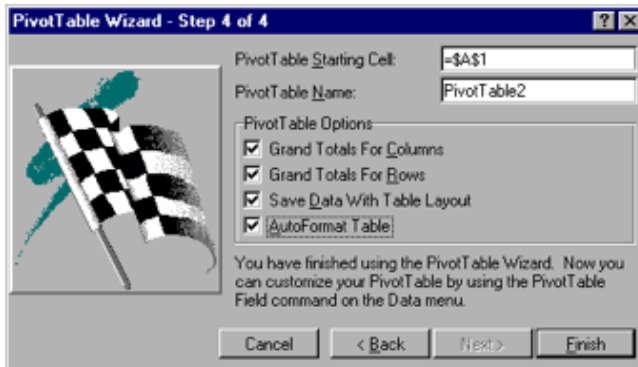 PivotTable Wizard - Step 4 of 4
PivotTable Starting Cell: =$A$1
PivotTable Name: PivotTable2
PivotTable Options
Grand Totals For Columns
Grand Totals For Rows
Save Data With Table Layout
AutoFormat Table
You have finished using the PivotTable Wizard. Now you
can customize your PivotTable by using the PivotTable
Field command on the Data menu.
Cancel < Back Next > Finish